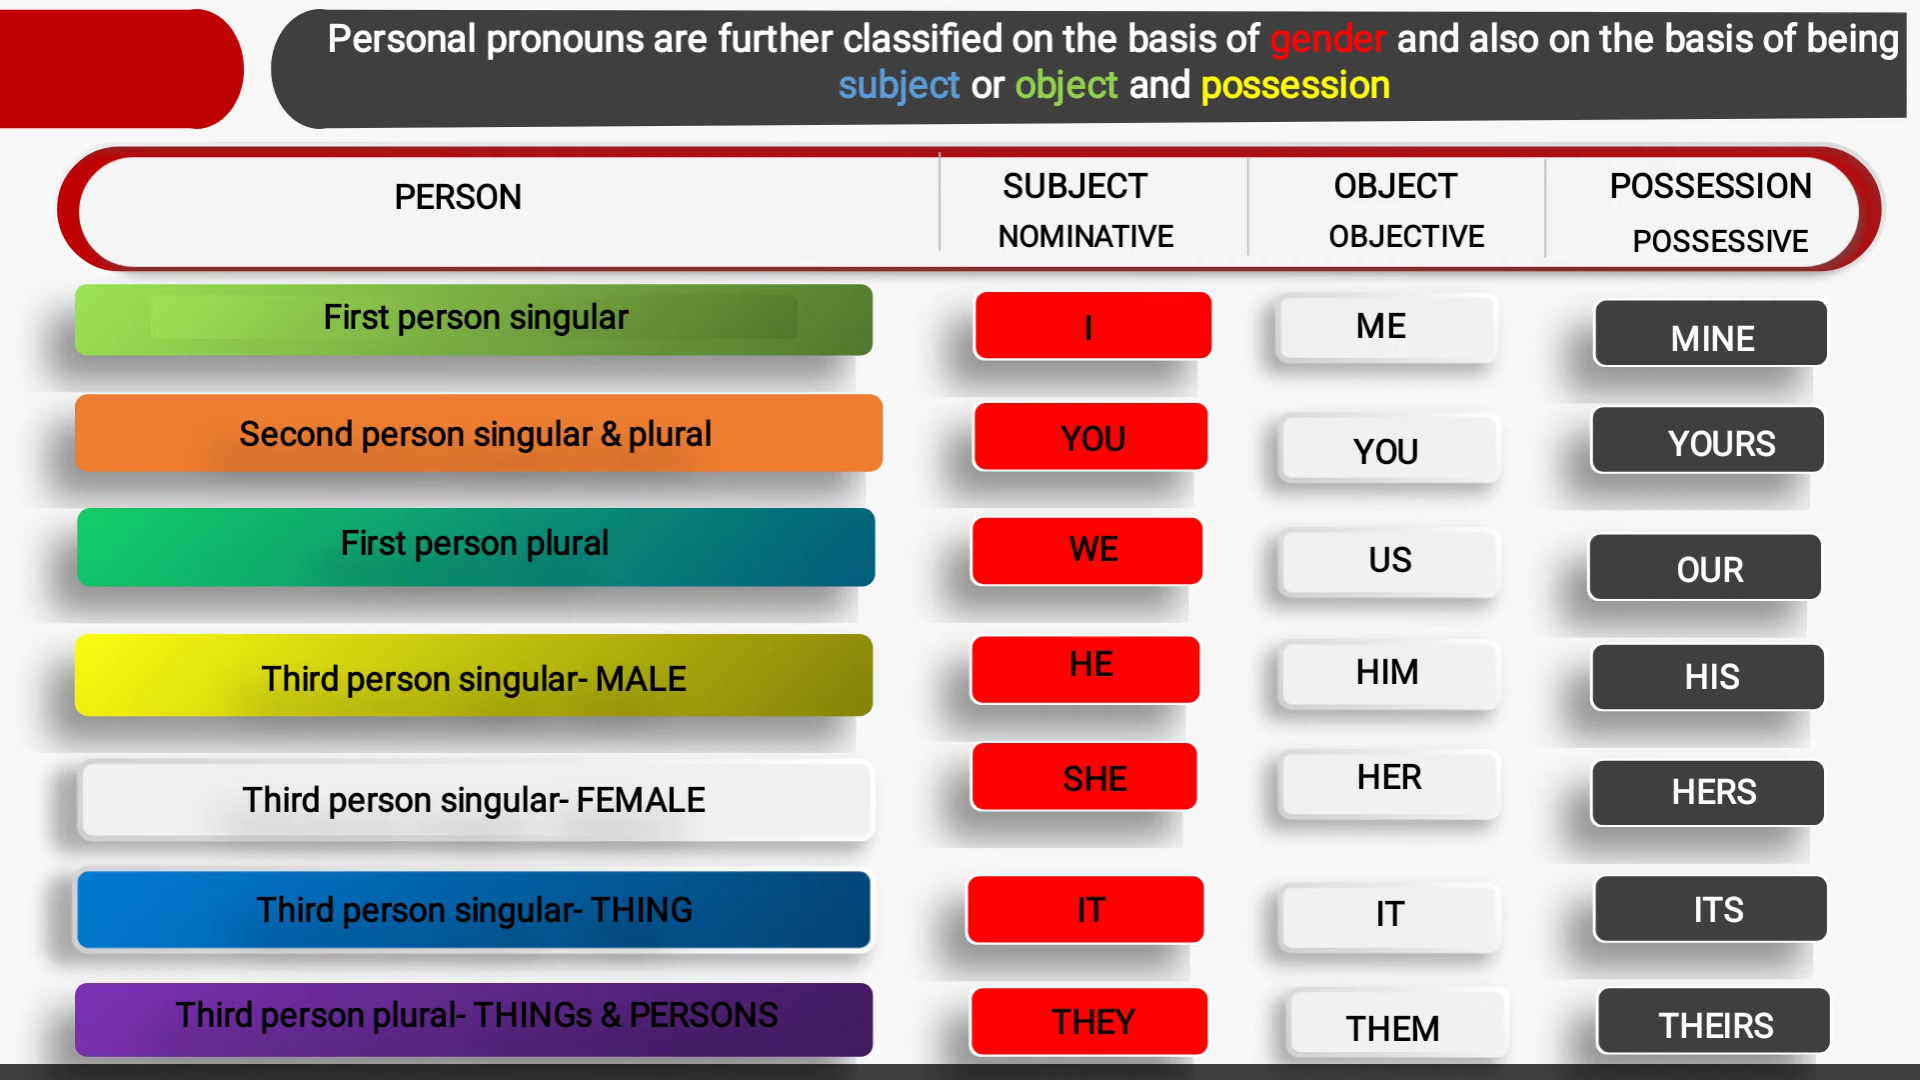 Personal pronouns are further classified on the basis of gender and also on the basis of being
subject or object and possession
PERSON
SUBJECT
NOMINATIVE
OBJECT
OBJECTIVE
POSSESSION
POSSESSIVE
First person singular
I
ME
MINE
Second person singular & plural
YOU
YOU
YOURS
First person plural
WE
US
OUR
Third person singular- MALE
HE
HIM
HIS
Third person singular- FEMALE
SHE
HER
HERS
Third person singular- THING
IT
IT
ITS
Third person plural- THINGs & PERSONS
THEY
THEM
THEIRS